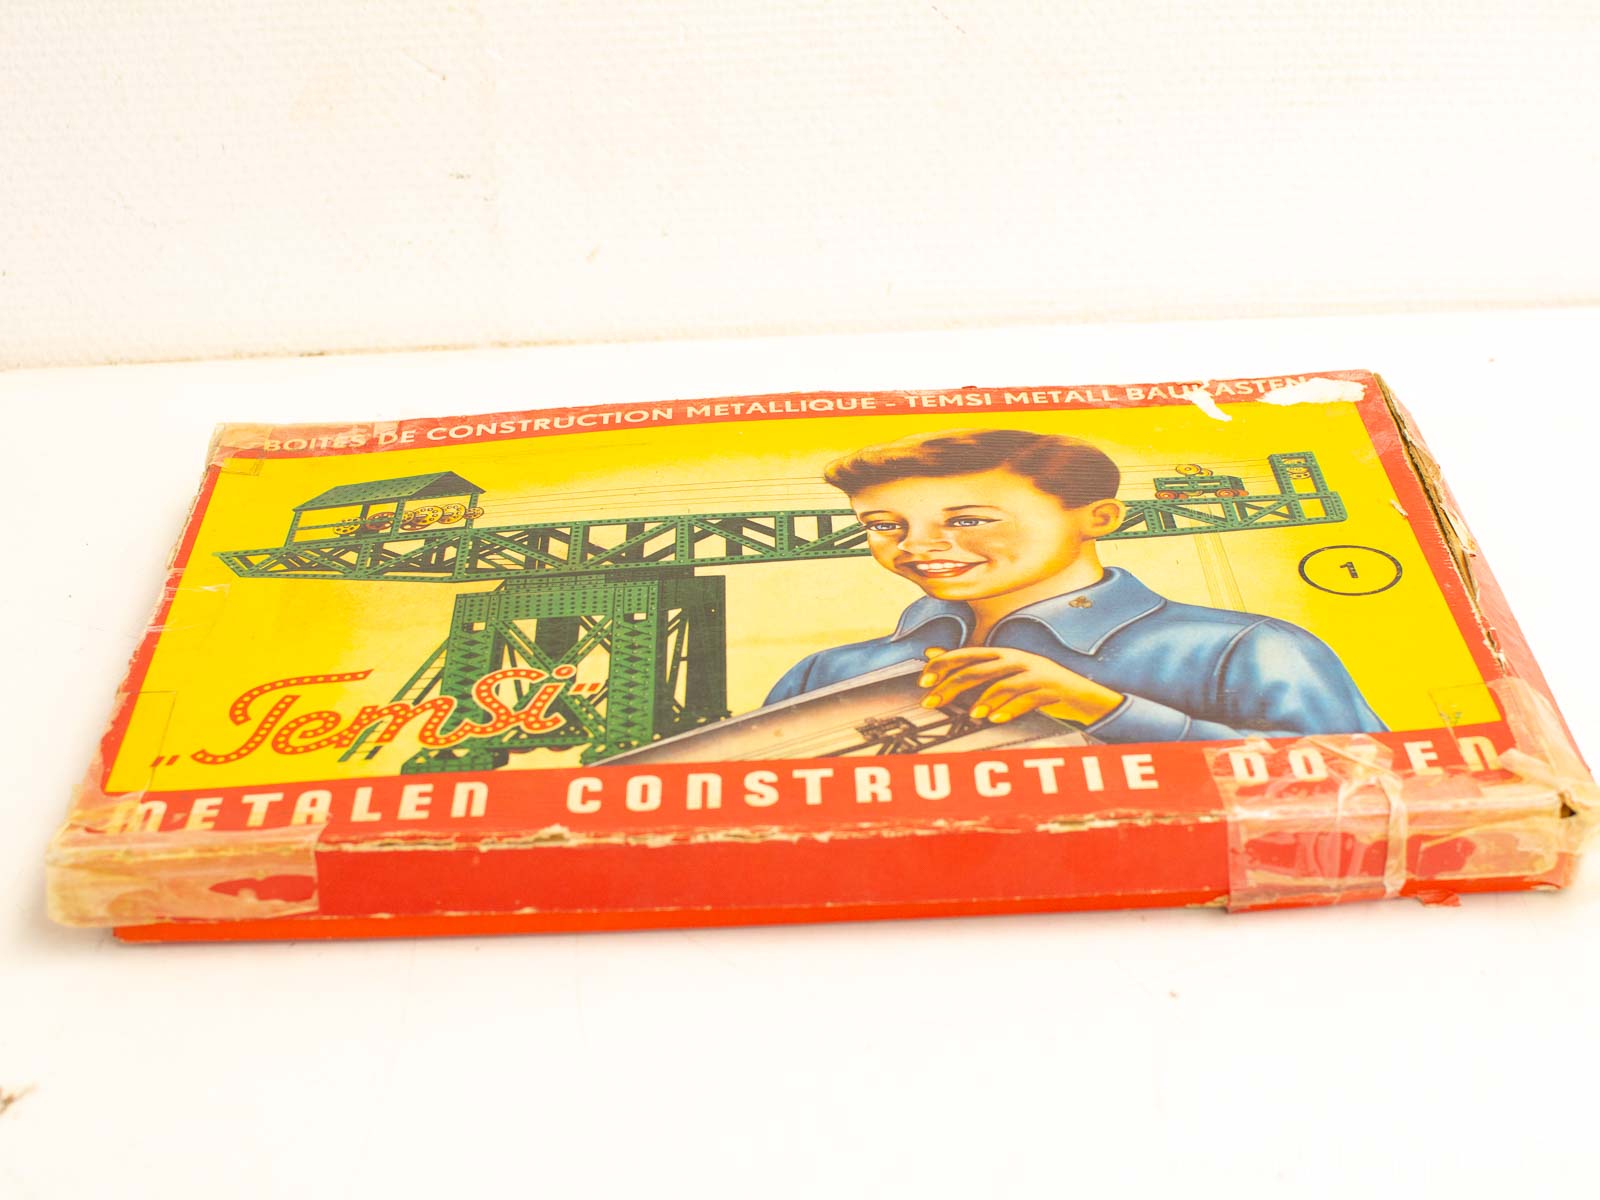 BOITES DE CONSTRUCTION METALLIQUE - TEMSI METALL BAUKASTEN
1
„Temsi”
METALEN CONSTRUCTIE DOZEN